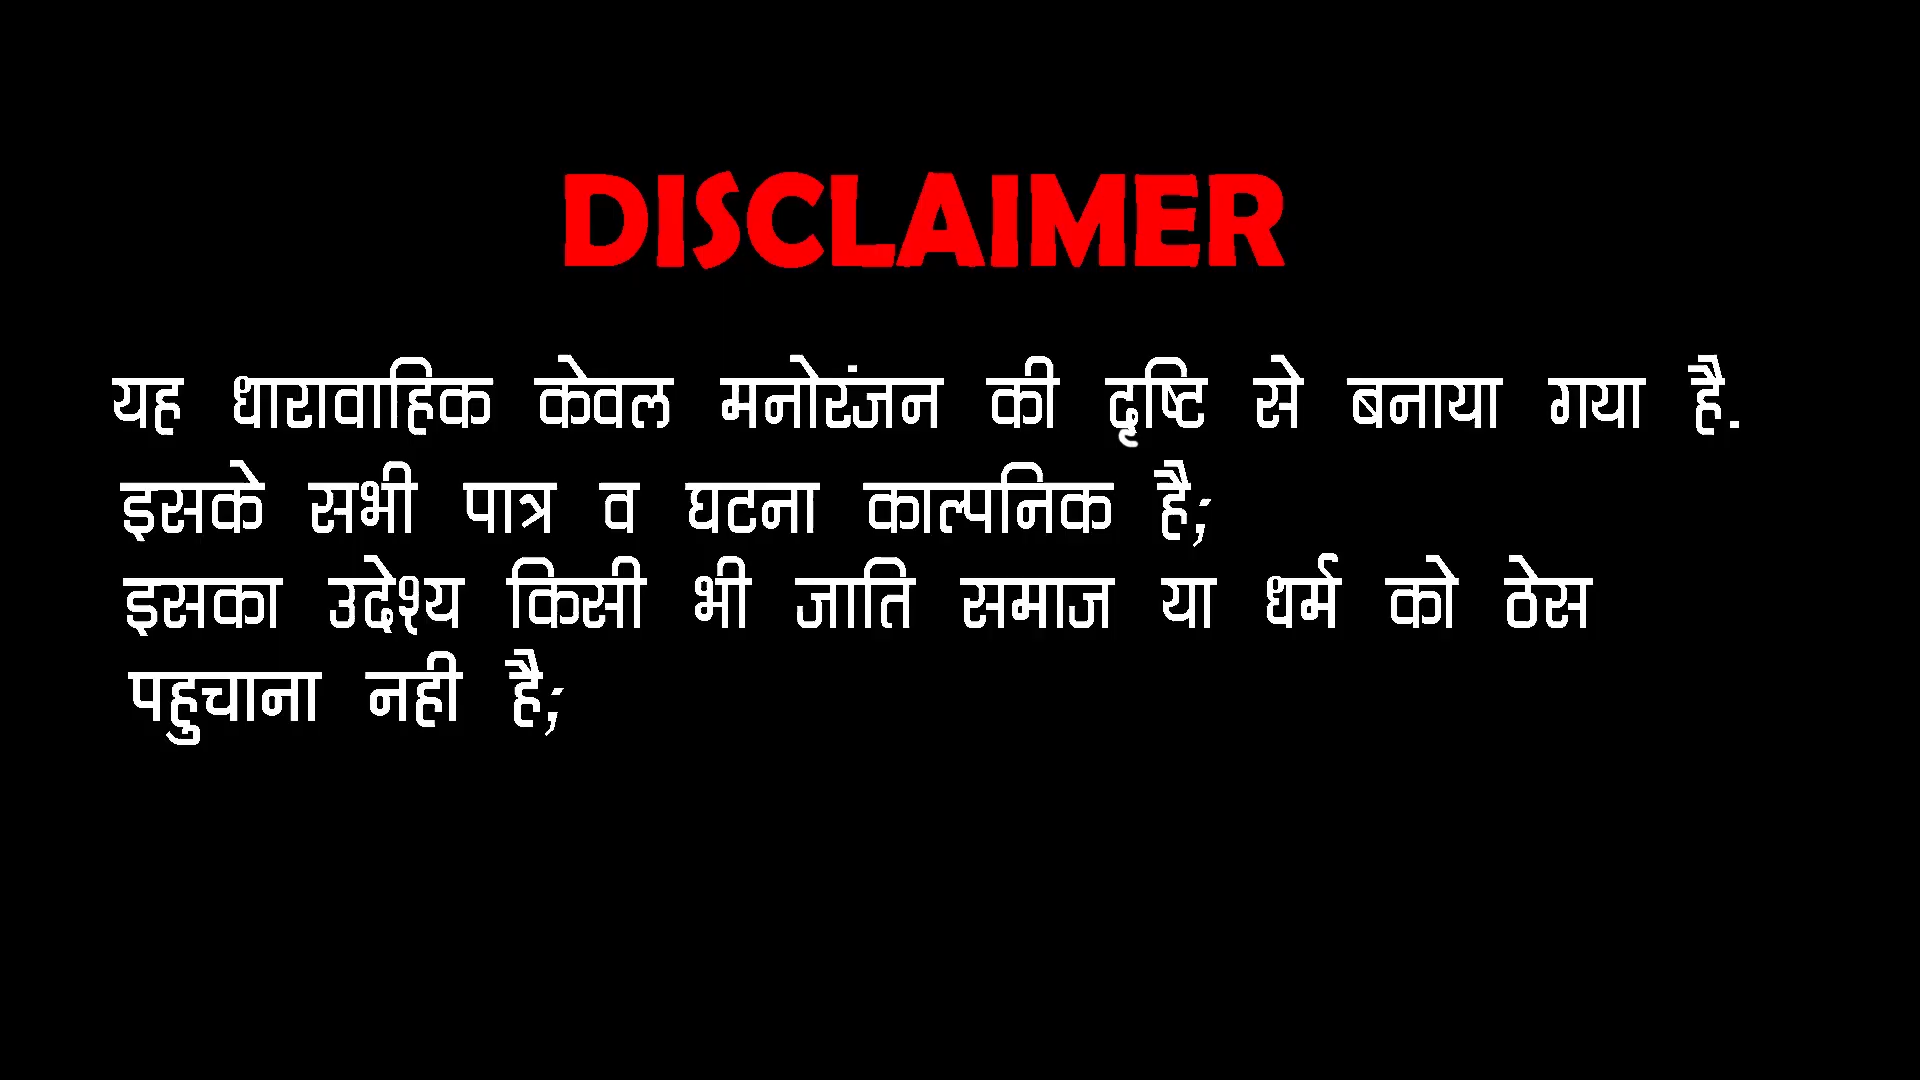 DISCLAIMER
यह धारावाहिक केवल मनोरंजन की दृष्टि से बनाया गया है.
इसके सभी पात्र व घटना काल्पनिक है;
इसका उदेश्य किसी भी जाति समाज या धर्म को ठेस
पहुचाना नही है;